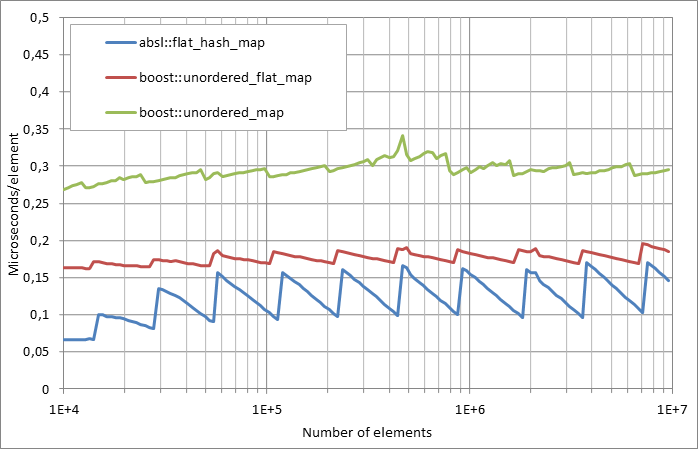 0,5
0,45
0,4
0,35
0,3
0,25
0,2
0,15
0,1
0,05
0
Microseconds/element
absl::flat_hash_map
boost::unordered_flat_map
boost::unordered_map
1E+4 1E+5 1E+6 1E+7
Number of elements